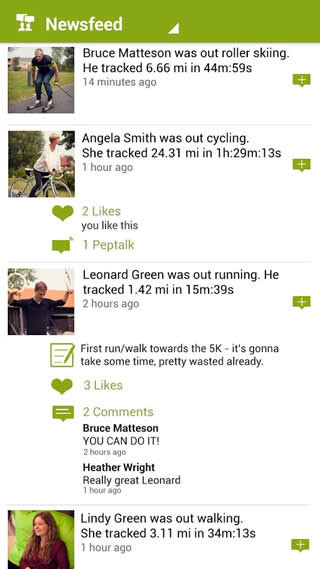 Newsfeed
Bruce Matteson was out roller skiing.
He tracked 6.66 mi in 44m:59s
14 minutes ago
Angela Smith was out cycling.
She tracked 24.31 mi in 1h:29m:13s
1 hour ago
2 Likes
you like this
1 Peptalk
Leonard Green was out running. He
tracked 1.42 mi in 15m:39s
2 hours ago
First run/walk towards the 5K - it's gonna
take some time, pretty wasted already.
3 Likes
2 Comments
Bruce Matteson
YOU CAN DO IT!
2 hours ago
Heather Wright
Really great Leonard
1 hour ago
Lindy Green was out walking.
She tracked 3.11 mi in 34m:13s
1 hour ago